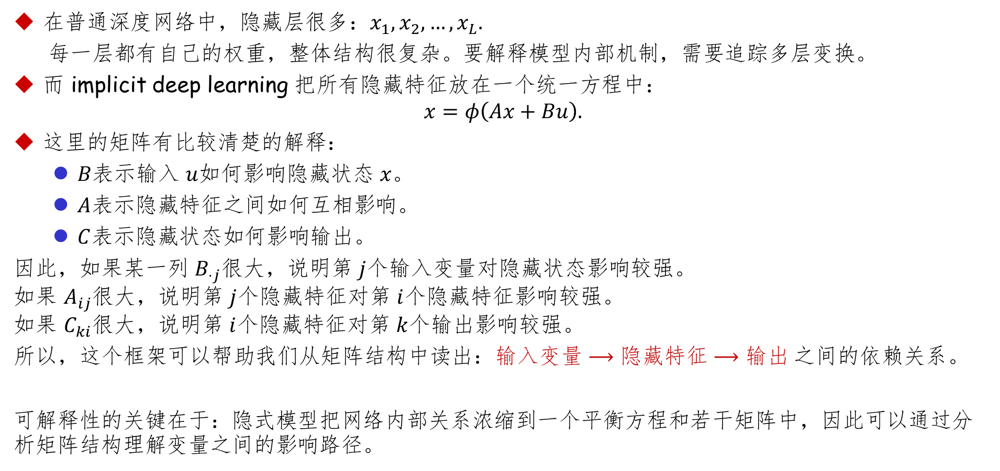 ◆ 在普通深度网络中，隐藏层很多：x₁, x₂, … , x_L.
每一层都有自己的权重，整体结构很复杂。要解释模型内部机制，需要追踪多层变换。
◆ 而 implicit deep learning 把所有隐藏特征放在一个统一方程中：
x = ϕ(Ax + Bu).
◆ 这里的矩阵有比较清楚的解释：
● B表示输入 u如何影响隐藏状态 x。
● A表示隐藏特征之间如何互相影响。
● C表示隐藏状态如何影响输出。
因此，如果某一列 B_{·j}很大，说明第 j个输入变量对隐藏状态影响较强。
如果 A_{ij}很大，说明第 j个隐藏特征对第 i个隐藏特征影响较强。
如果 C_{ki}很大，说明第 i个隐藏特征对第 k个输出影响较强。
所以，这个框架可以帮助我们从矩阵结构中读出：输入变量 ⟶ 隐藏特征 ⟶ 输出 之间的依赖关系。
可解释性的关键在于：隐式模型把网络内部关系浓缩到一个平衡方程和若干矩阵中，因此可以通过分
析矩阵结构理解变量之间的影响路径。